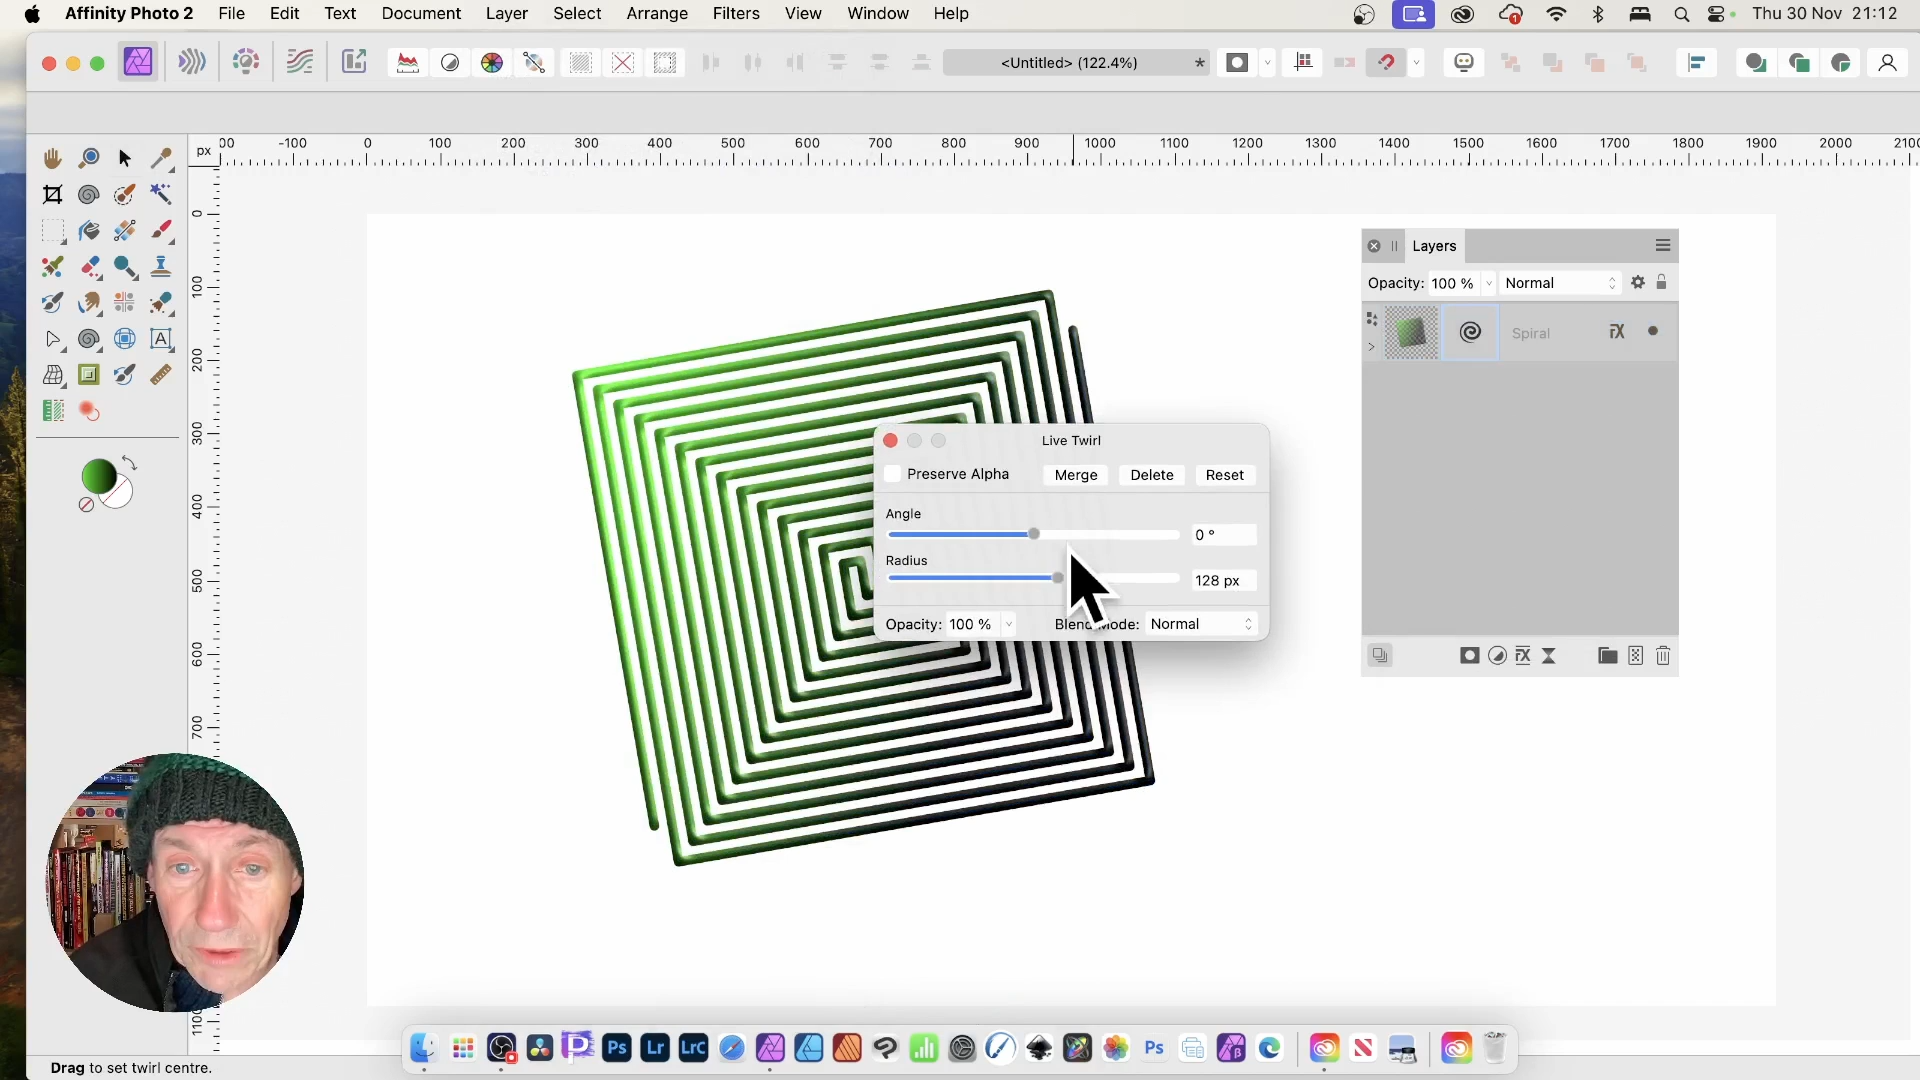 Affinity Photo 2 File Edit Text Document Layer Select Arrange Filters View Window Help Thu 30 Nov 21:12
<Untitled> (122.4%) *
px 00 -100 0 100 200 300 400 500 600 700 800 900 1000 1100 1200 1300 1400 1500 1600 1700 1800 1900 2000 2100
0
100
200
300
400
500
600
700
1100
Layers
Opacity: 100 % Normal
Spiral
Live Twirl
Preserve Alpha Merge Delete Reset
Angle
0 °
Radius
128 px
Opacity: 100 % Blend Mode: Normal
Ps Lr LrC Ps
Drag to set twirl centre.